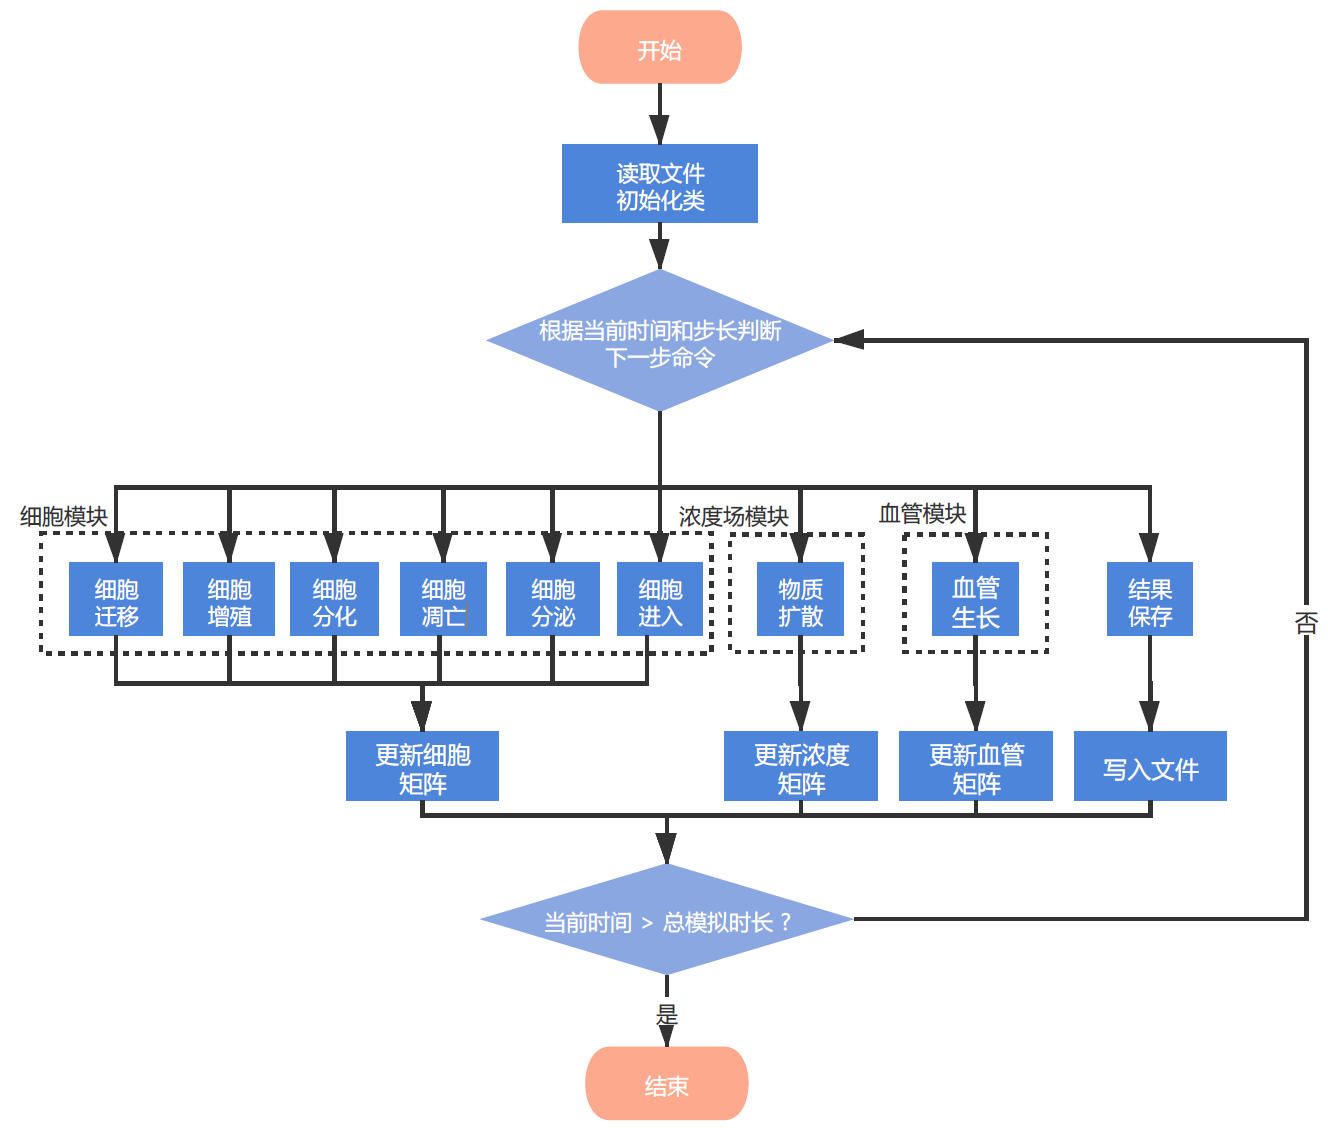 开始
读取文件
初始化类
根据当前时间和步长判断
下一步命令
细胞模块
浓度场模块
血管模块
细胞
迁移
细胞
增殖
细胞
分化
细胞
凋亡
细胞
分泌
细胞
进入
物质
扩散
血管
生长
结果
保存
否
更新细胞
矩阵
更新浓度
矩阵
更新血管
矩阵
写入文件
当前时间 > 总模拟时长 ?
是
结束